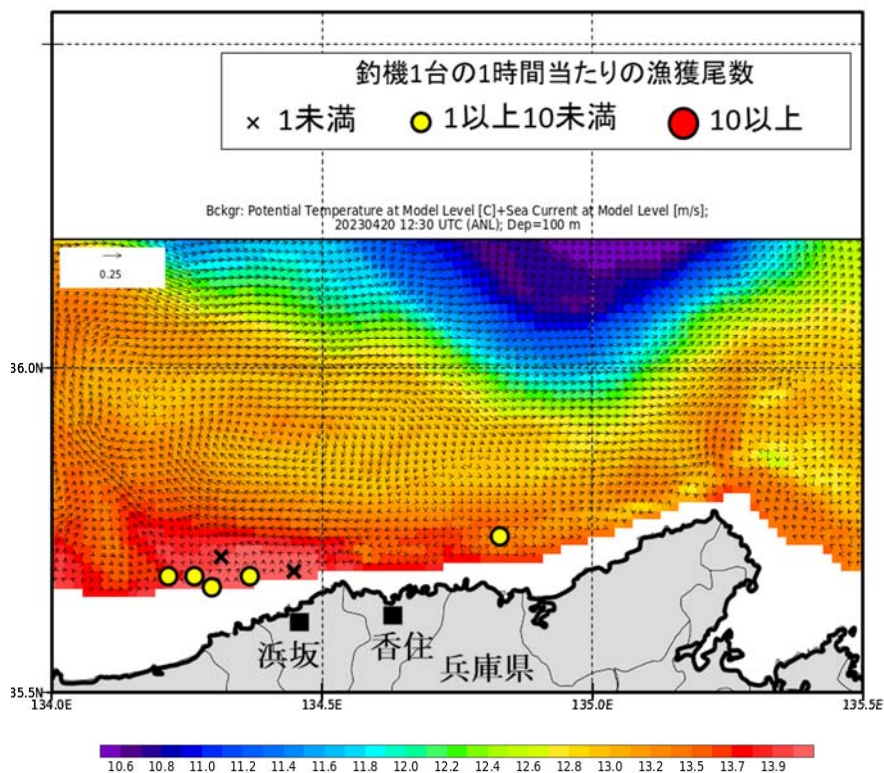 釣機1台の1時間当たりの漁獲尾数
× 1未満 1以上10未満 10以上
Bckgr: Potential Temperature at Model Level [C]+Sea Current at Model Level [m/s];
20230420 12:30 UTC (ANL); Dep=100 m
0.25
36.0N
浜坂 香住 兵庫県
35.5N
134.0E 134.5E 135.0E 135.5E
10.6 10.8 11.0 11.2 11.4 11.6 11.8 12.0 12.2 12.4 12.6 12.8 13.0 13.2 13.5 13.7 13.9